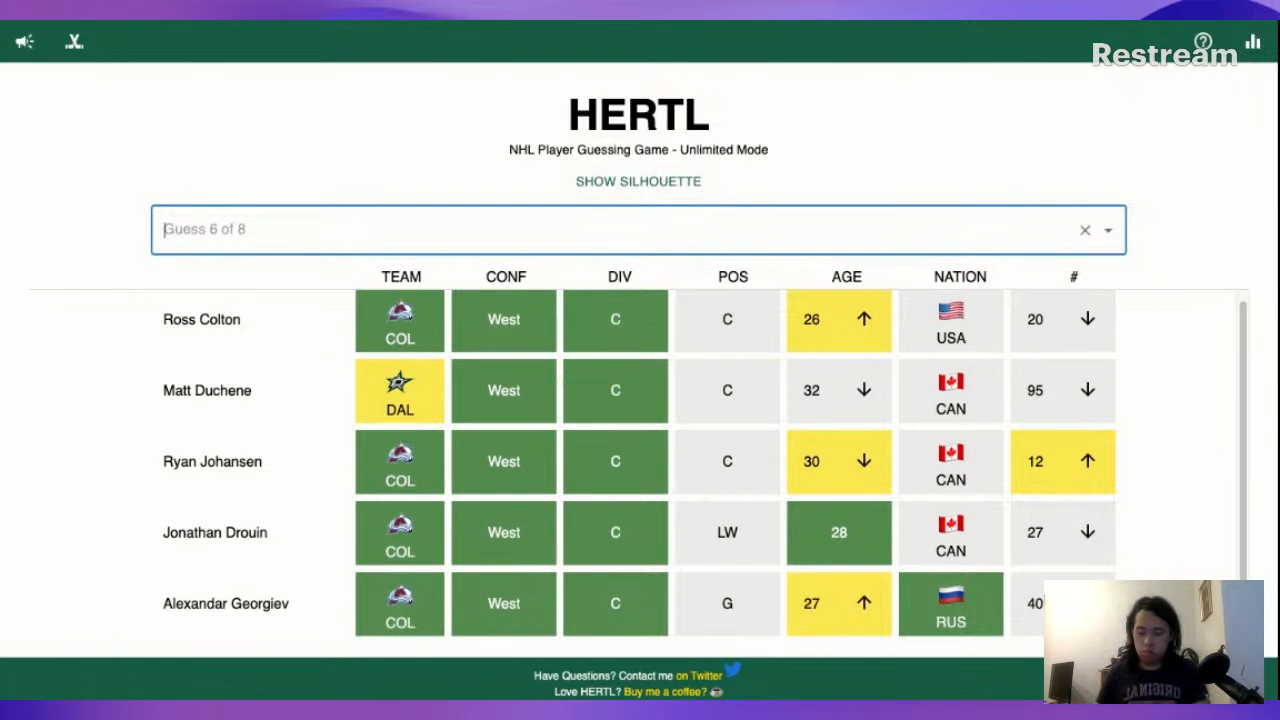 Restream
HERTL
NHL Player Guessing Game - Unlimited Mode
SHOW SILHOUETTE
Guess 6 of 8
TEAM CONF DIV POS AGE NATION #
Ross Colton COL West C C 26 ↑ USA 20 ↓
Matt Duchene DAL West C C 32 ↓ CAN 95 ↓
Ryan Johansen COL West C C 30 ↓ CAN 12 ↑
Jonathan Drouin COL West C LW 28 CAN 27 ↓
Alexandar Georgiev COL West C G 27 ↑ RUS 40
Have Questions? Contact me on Twitter
Love HERTL? Buy me a coffee?
ORIGINAL